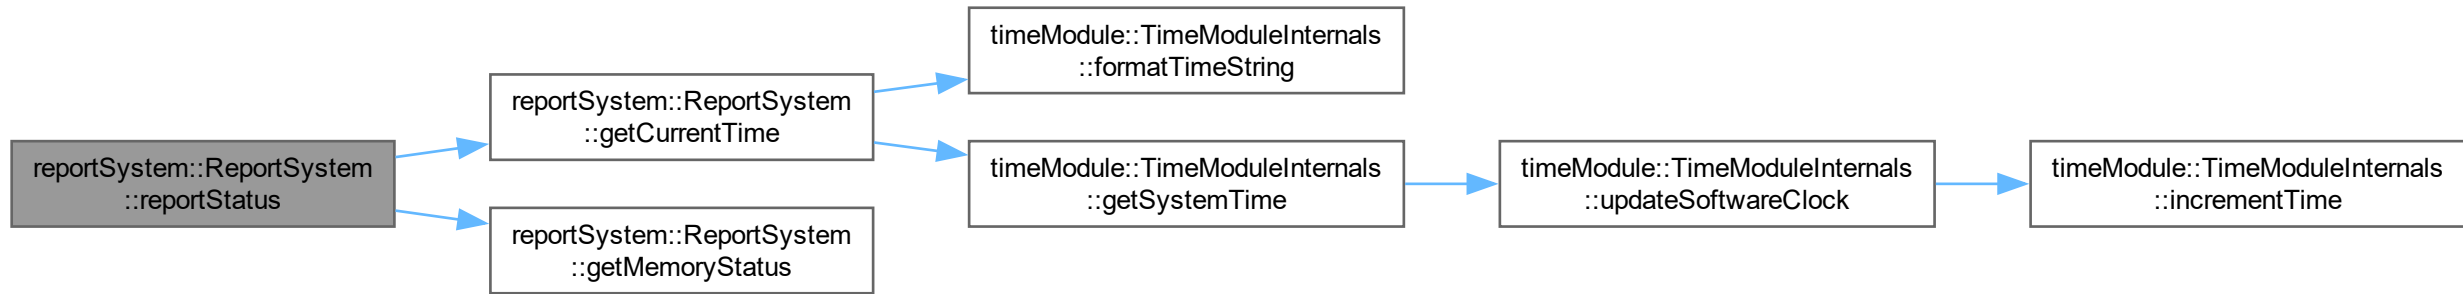 reportSystem::ReportSystem
::reportStatus
reportSystem::ReportSystem
::getCurrentTime
reportSystem::ReportSystem
::getMemoryStatus
timeModule::TimeModuleInternals
::formatTimeString
timeModule::TimeModuleInternals
::getSystemTime
timeModule::TimeModuleInternals
::updateSoftwareClock
timeModule::TimeModuleInternals
::incrementTime